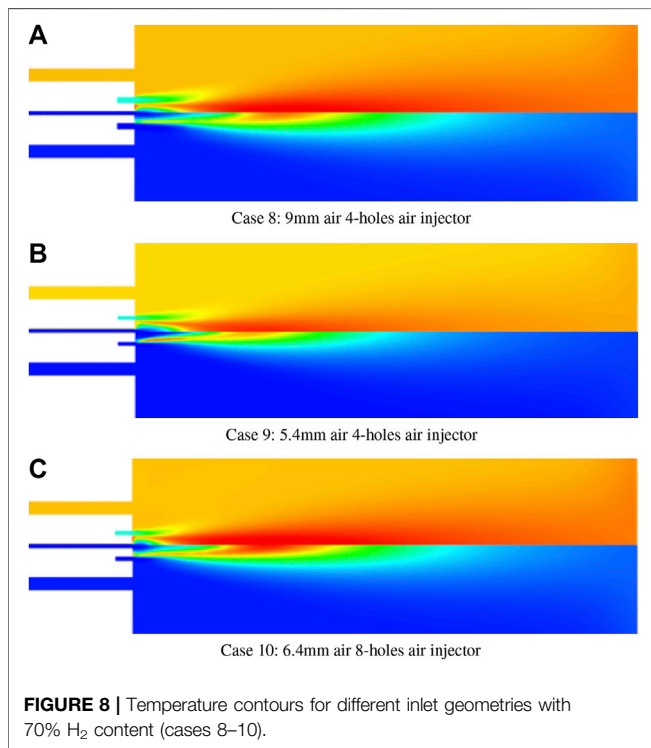 A
Case 8: 9mm air 4-holes air injector
B
Case 9: 5.4mm air 4-holes air injector
C
Case 10: 6.4mm air 8-holes air injector
FIGURE 8 | Temperature contours for different inlet geometries with
70% H₂ content (cases 8–10).